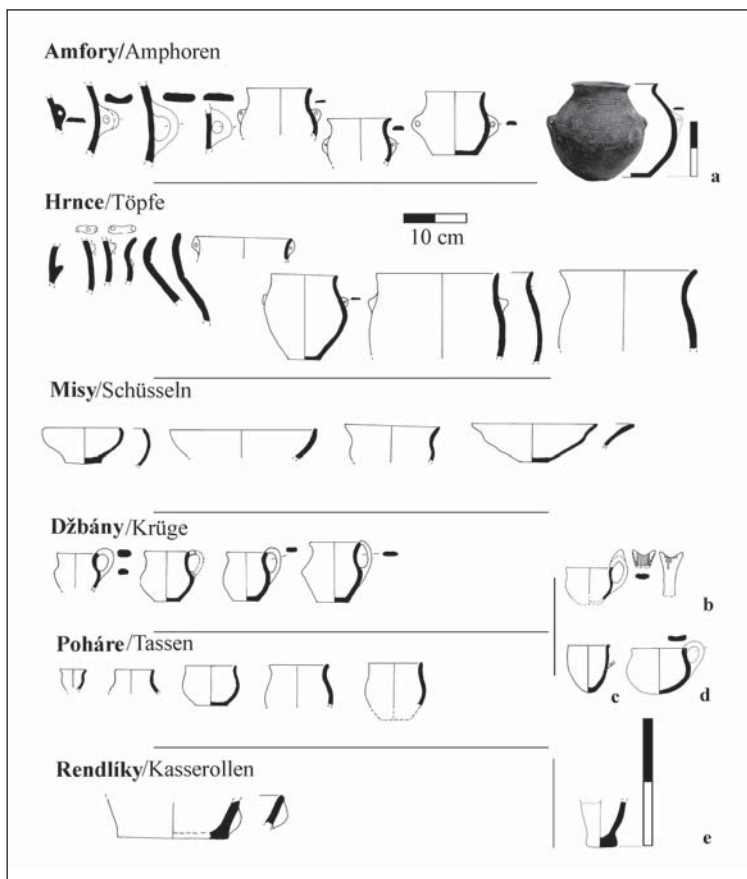 Amfory/Amphoren
a
Hrnce/Töpfe
10 cm
Misy/Schüsseln
Džbány/Krüge
b
Poháre/Tassen
c
d
Rendlíky/Kasserollen
e